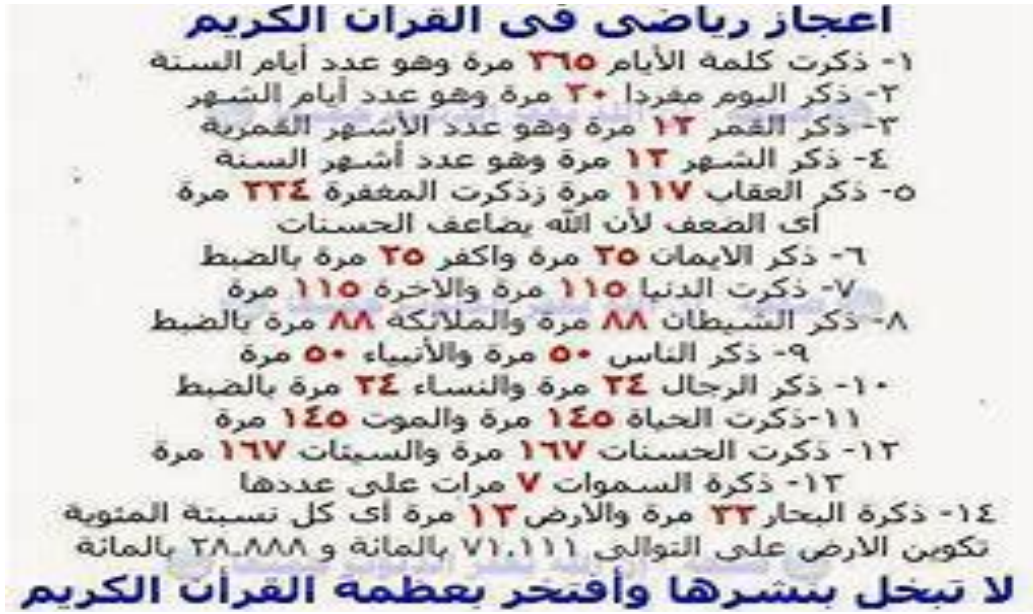 اعجاز رياضى فى القرآن الكريم
١- ذكرت كلمة الأيام ٣٦٥ مرة وهو عدد أيام السنة
٢- ذكر اليوم مفردا ٣٠ مرة وهو عدد أيام الشهر
٣- ذكر القمر ١٢ مرة وهو عدد الأشهر القمرية
٤- ذكر الشهر ١٢ مرة وهو عدد أشهر السنة
٥- ذكر العقاب ١١٧ مرة زذكرت المغفرة ٢٣٤ مرة
أى الضعف لأن الله يضاعف الحسنات
٦- ذكر الايمان ٢٥ مرة واكفر ٢٥ مرة بالضبط
٧- ذكرت الدنيا ١١٥ مرة والآخرة ١١٥ مرة
٨- ذكر الشيطان ٨٨ مرة والملائكة ٨٨ مرة بالضبط
٩- ذكر الناس ٥٠ مرة والأنبياء ٥٠ مرة
١٠- ذكر الرجال ٢٤ مرة والنساء ٢٤ مرة بالضبط
١١-ذكرت الحياة ١٤٥ مرة والموت ١٤٥ مرة
١٢- ذكرت الحسنات ١٦٧ مرة والسيئات ١٦٧ مرة
١٣- ذكرة السموات ٧ مرات على عددها
١٤- ذكرة البحار ٣٢ مرة والارض ١٣ مرة أى كل نسبيتة المئوية
تكوين الارض على التوالى ٧١.١١١ بالمائة و ٢٨.٨٨٨ بالمائة
لا تبخل بنشرها وأفتخر بعظمة القرآن الكريم